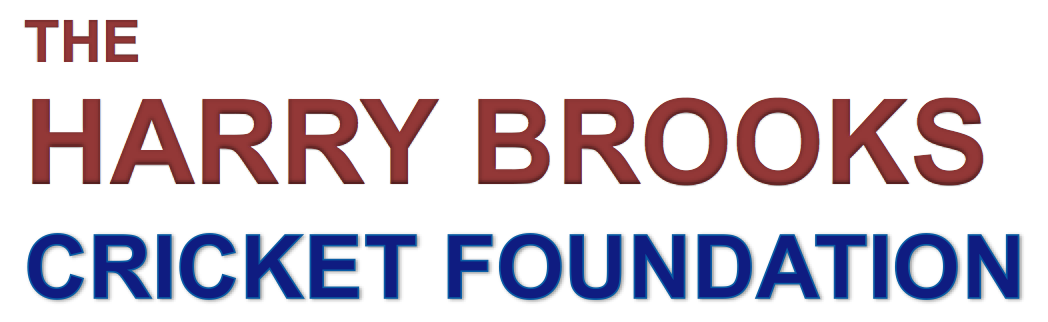 THE
HARRY BROOKS
CRICKET FOUNDATION